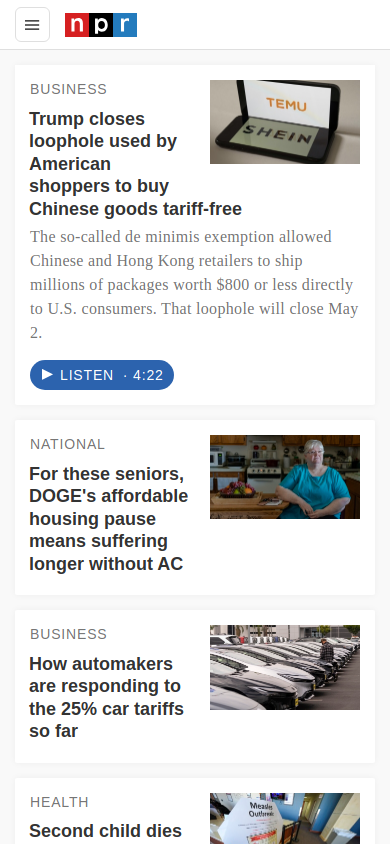 npr
BUSINESS
Trump closes
loophole used by
American
shoppers to buy
Chinese goods tariff-free
TEMU
SHEIN
The so-called de minimis exemption allowed
Chinese and Hong Kong retailers to ship
millions of packages worth $800 or less directly
to U.S. consumers. That loophole will close May
2.
LISTEN · 4:22
NATIONAL
For these seniors,
DOGE's affordable
housing pause
means suffering
longer without AC
BUSINESS
How automakers
are responding to
the 25% car tariffs
so far
HEALTH
Second child dies
Measles
Outbreak